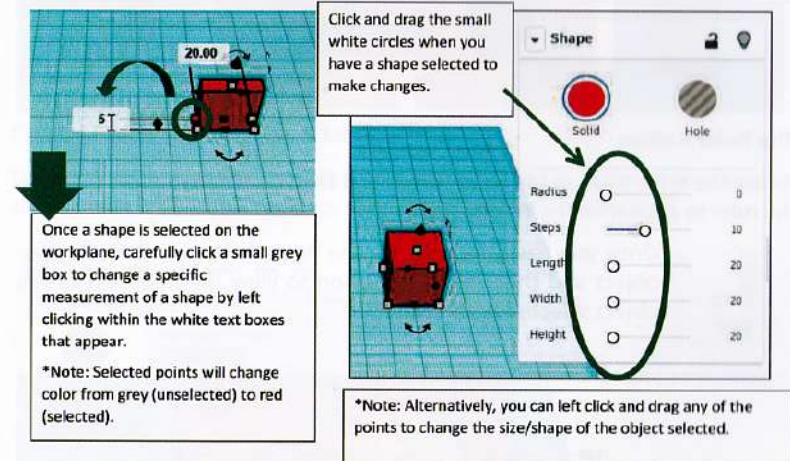 Click and drag the small
white circles when you
have a shape selected to
make changes.
20.00
5
Once a shape is selected on the
workplane, carefully click a small grey
box to change a specific
measurement of a shape by left
clicking within the white text boxes
that appear.
*Note: Selected points will change
color from grey (unselected) to red
(selected).
Shape
Solid
Hole
Radius 0
Steps 10
Length 20
Width 20
Height 20
*Note: Alternatively, you can left click and drag any of the
points to change the size/shape of the object selected.